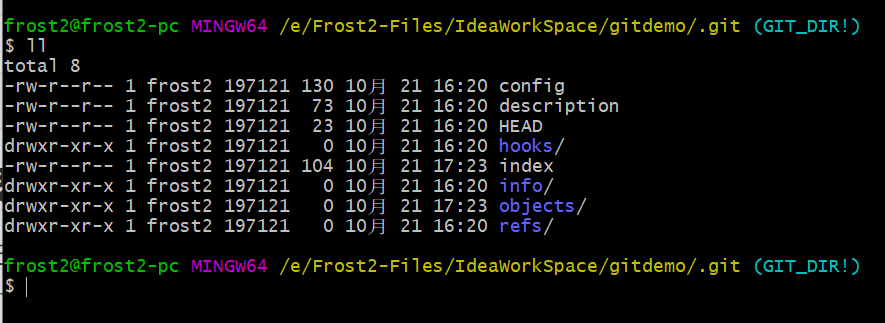 frost2@frost2-pc MINGW64 /e/Frost2-Files/IdeaWorkSpace/gitdemo/.git (GIT_DIR!)
$ ll
total 8
-rw-r--r-- 1 frost2 197121 130 10月 21 16:20 config
-rw-r--r-- 1 frost2 197121  73 10月 21 16:20 description
-rw-r--r-- 1 frost2 197121  23 10月 21 16:20 HEAD
drwxr-xr-x 1 frost2 197121   0 10月 21 16:20 hooks/
-rw-r--r-- 1 frost2 197121 104 10月 21 17:23 index
drwxr-xr-x 1 frost2 197121   0 10月 21 16:20 info/
drwxr-xr-x 1 frost2 197121   0 10月 21 17:23 objects/
drwxr-xr-x 1 frost2 197121   0 10月 21 16:20 refs/
frost2@frost2-pc MINGW64 /e/Frost2-Files/IdeaWorkSpace/gitdemo/.git (GIT_DIR!)
$